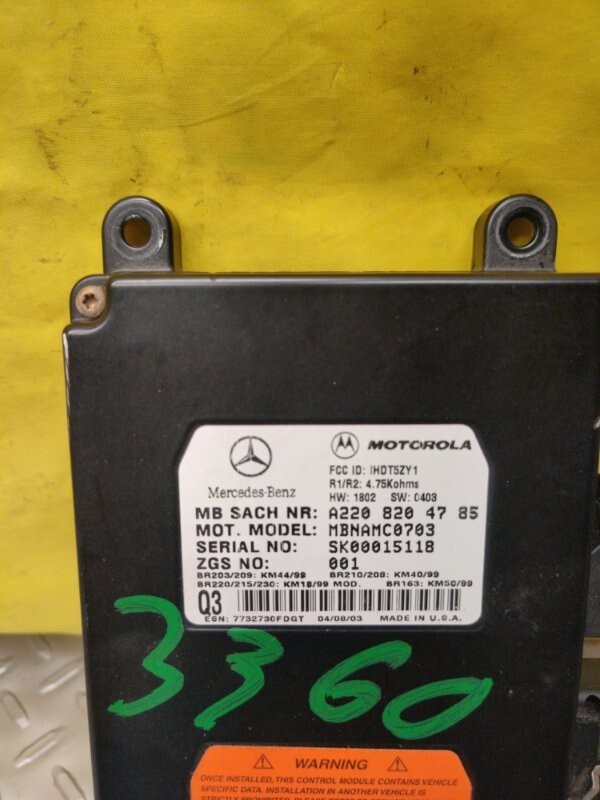 MOTOROLA
Mercedes-Benz
FCC ID: IHDT5ZY1
R1/R2: 4.75Kohms
HW: 1802 SW: 0403
MB SACH NR: A220 820 47 85
MOT. MODEL: MBNAMC0703
SERIAL NO: SK00015118
ZGS NO: 001
BR203/209: KM44/99 BR210/208: KM40/99
BR220/215/230: KM18/99 MOD. BR163: KM50/99
Q3
ESN: 7732730FDGT 04/08/03 MADE IN U.S.A.
3360
WARNING
ONCE INSTALLED, THIS CONTROL MODULE CONTAINS VEHICLE
SPECIFIC DATA. INSTALLATION IN ANOTHER VEHICLE IS
STRICTLY PROHIBITED